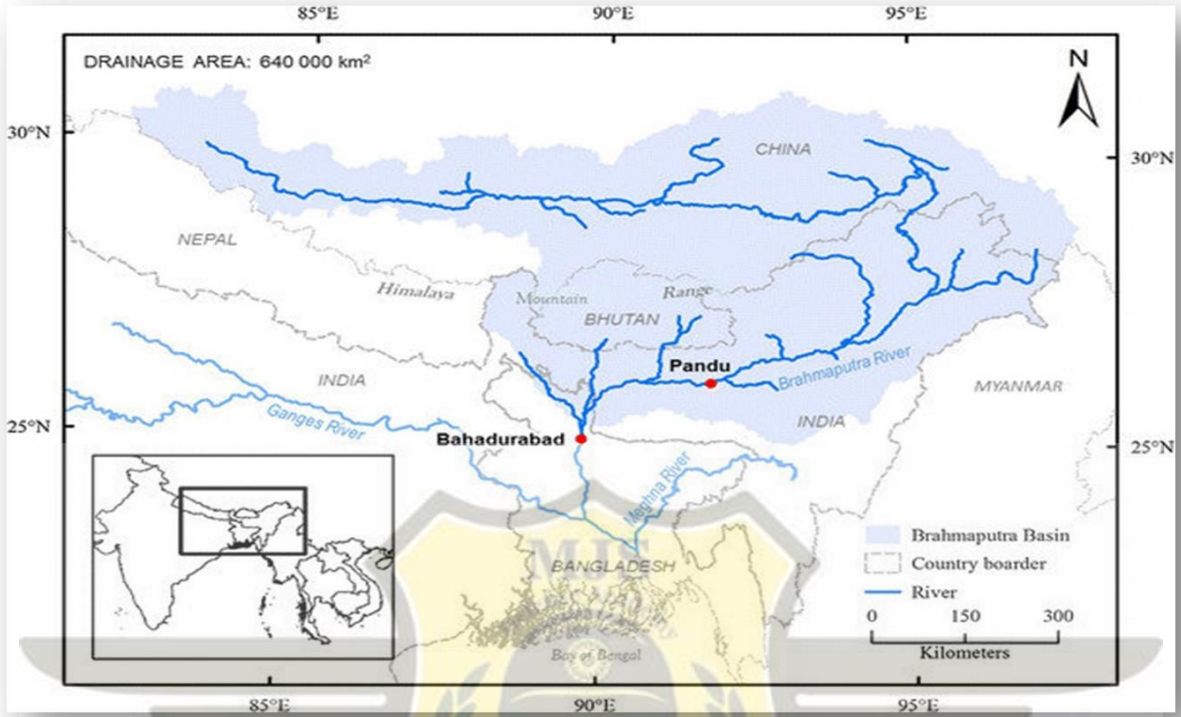 85°E 90°E 95°E
DRAINAGE AREA: 640 000 km²
N
30°N
30°N
CHINA
NEPAL
Himalaya
Mountain
Range
BHUTAN
Pandu
INDIA
Brahmaputra River
MYANMAR
Ganges River
INDIA
25°N
Bahadurabad
25°N
Meghna River
Brahmaputra Basin
Country boarder
River
MJS
BANGLADESH
0 150 300
Kilometers
Bay of Bengal
85°E 90°E 95°E